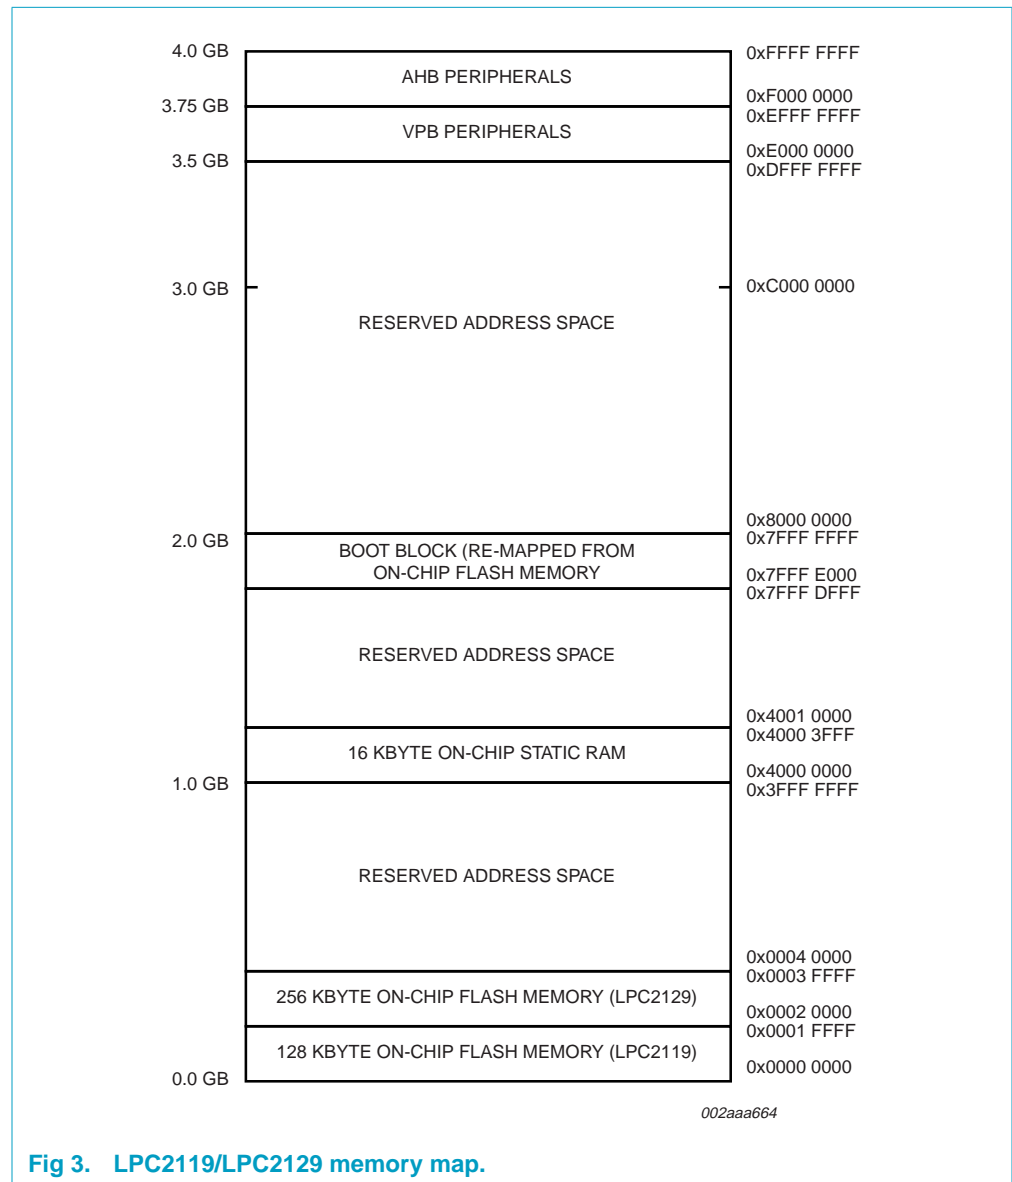 4.0 GB
AHB PERIPHERALS
0xFFFF FFFF
3.75 GB
0xF000 0000
0xEFFF FFFF
VPB PERIPHERALS
3.5 GB
0xE000 0000
0xDFFF FFFF
3.0 GB
0xC000 0000
RESERVED ADDRESS SPACE
2.0 GB
0x8000 0000
0x7FFF FFFF
BOOT BLOCK (RE-MAPPED FROM
ON-CHIP FLASH MEMORY
0x7FFF E000
0x7FFF DFFF
RESERVED ADDRESS SPACE
0x4001 0000
0x4000 3FFF
16 KBYTE ON-CHIP STATIC RAM
1.0 GB
0x4000 0000
0x3FFF FFFF
RESERVED ADDRESS SPACE
0x0004 0000
0x0003 FFFF
256 KBYTE ON-CHIP FLASH MEMORY (LPC2129)
0x0002 0000
0x0001 FFFF
128 KBYTE ON-CHIP FLASH MEMORY (LPC2119)
0x0000 0000
0.0 GB
002aaa664
Fig 3. LPC2119/LPC2129 memory map.